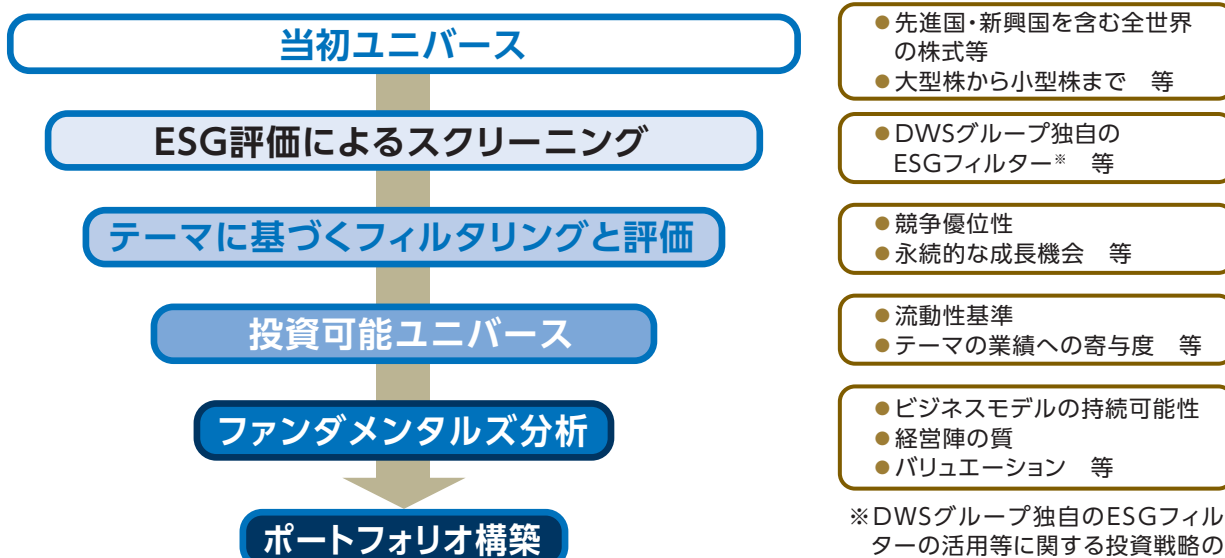 当初ユニバース
●先進国・新興国を含む全世界
の株式等
●大型株から小型株まで　等
ESG評価によるスクリーニング
●DWSグループ独自の
ESGフィルター※　等
テーマに基づくフィルタリングと評価
●競争優位性
●永続的な成長機会　等
投資可能ユニバース
●流動性基準
●テーマの業績への寄与度　等
ファンダメンタルズ分析
●ビジネスモデルの持続可能性
●経営陣の質
●バリュエーション　等
ポートフォリオ構築
※DWSグループ独自のESGフィル
ターの活用等に関する投資戦略の